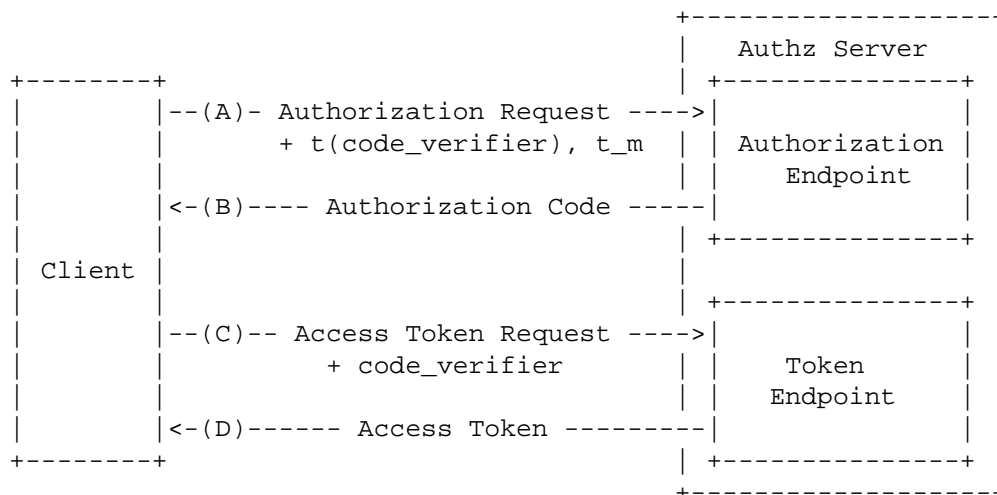 Authz Server
--(A)- Authorization Request ---->
+ t(code_verifier), t_m
Authorization
Endpoint
<-(B)---- Authorization Code -----
Client
--(C)-- Access Token Request ---->
+ code_verifier
Token
Endpoint
<-(D)------ Access Token ---------